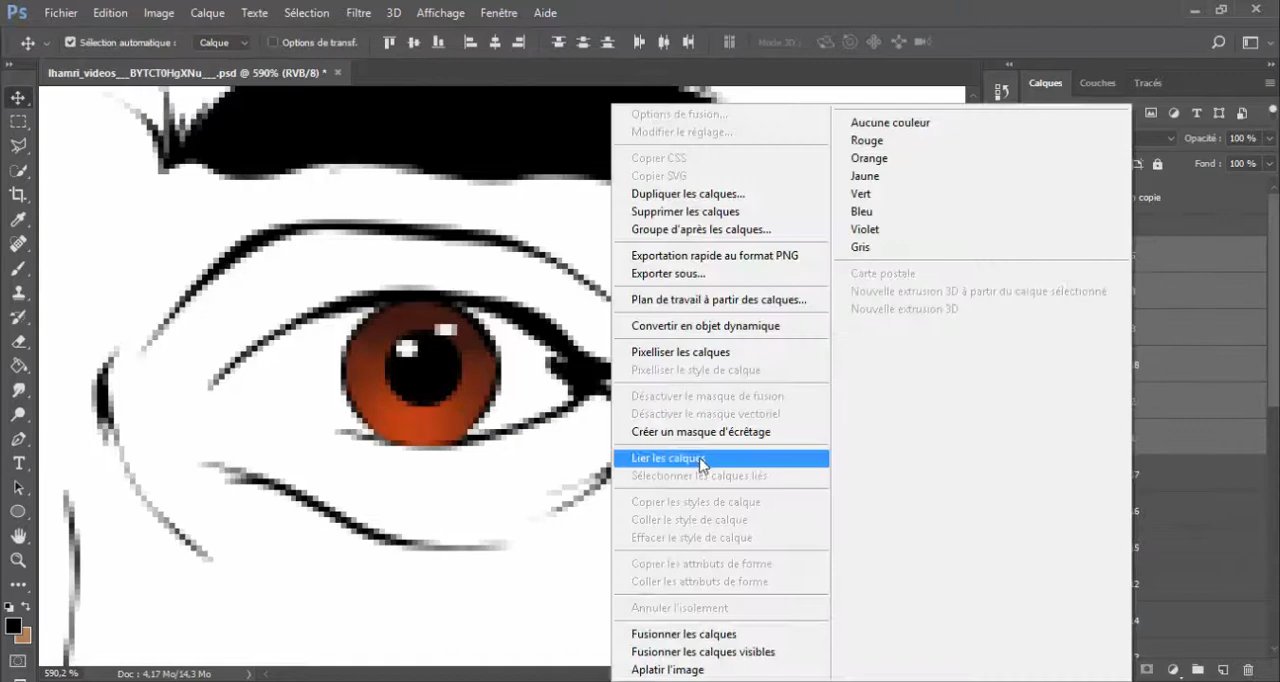 Ps Fichier Edition Image Calque Texte Sélection Filtre 3D Affichage Fenêtre Aide
Sélection automatique : Calque Options de transf. Mode 3D :
lhamri_videos___BYTCT0HgXNu___.psd @ 590% (RVB/8) * ×
Calques Couches Tracés
Opacité : 100 %
Fond : 100 %
copie
Options de fusion...
Modifier le réglage...
Copier CSS
Copier SVG
Dupliquer les calques...
Supprimer les calques
Groupe d'après les calques...
Exportation rapide au format PNG
Exporter sous...
Plan de travail à partir des calques...
Convertir en objet dynamique
Pixelliser les calques
Pixelliser le style de calque
Désactiver le masque de fusion
Désactiver le masque vectoriel
Créer un masque d'écrêtage
Lier les calques
Sélectionner les calques liés
Copier les styles de calque
Coller le style de calque
Effacer le style de calque
Copier les attributs de forme
Coller les attributs de forme
Annuler l'isolement
Fusionner les calques
Fusionner les calques visibles
Aplatir l'image
Aucune couleur
Rouge
Orange
Jaune
Vert
Bleu
Violet
Gris
Carte postale
Nouvelle extrusion 3D à partir du calque sélectionné
Nouvelle extrusion 3D
8
17
15
12
590,2 % Doc : 4,17 Mo/14,3 Mo